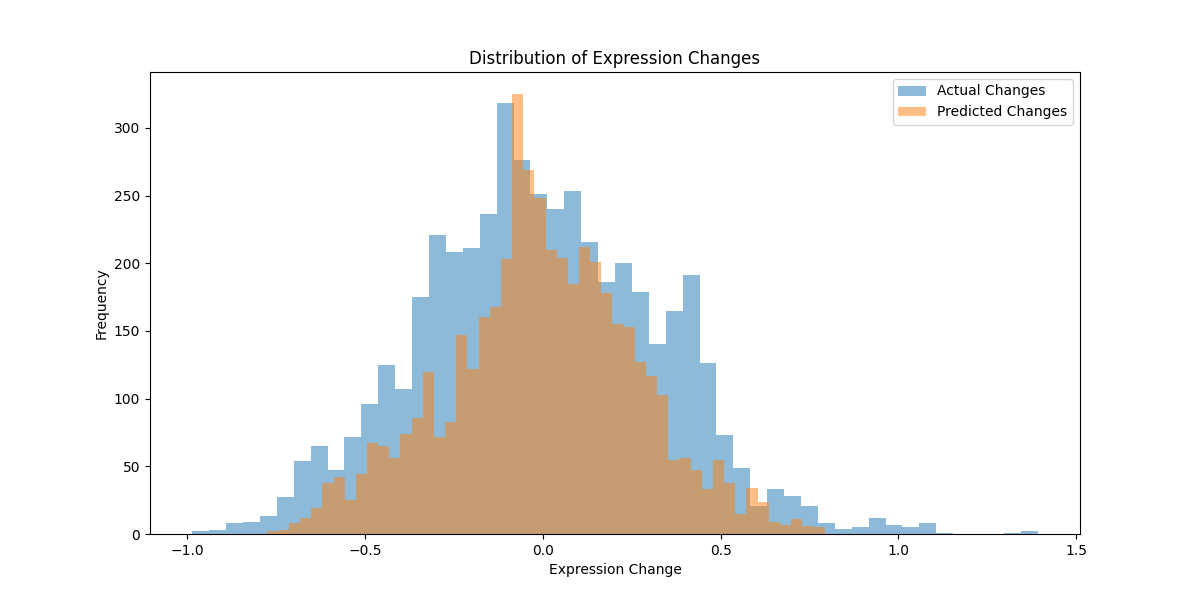 Distribution of Expression Changes
Actual Changes
Predicted Changes
Frequency
300
250
200
150
100
50
0
−1.0
−0.5
0.0
0.5
1.0
1.5
Expression Change